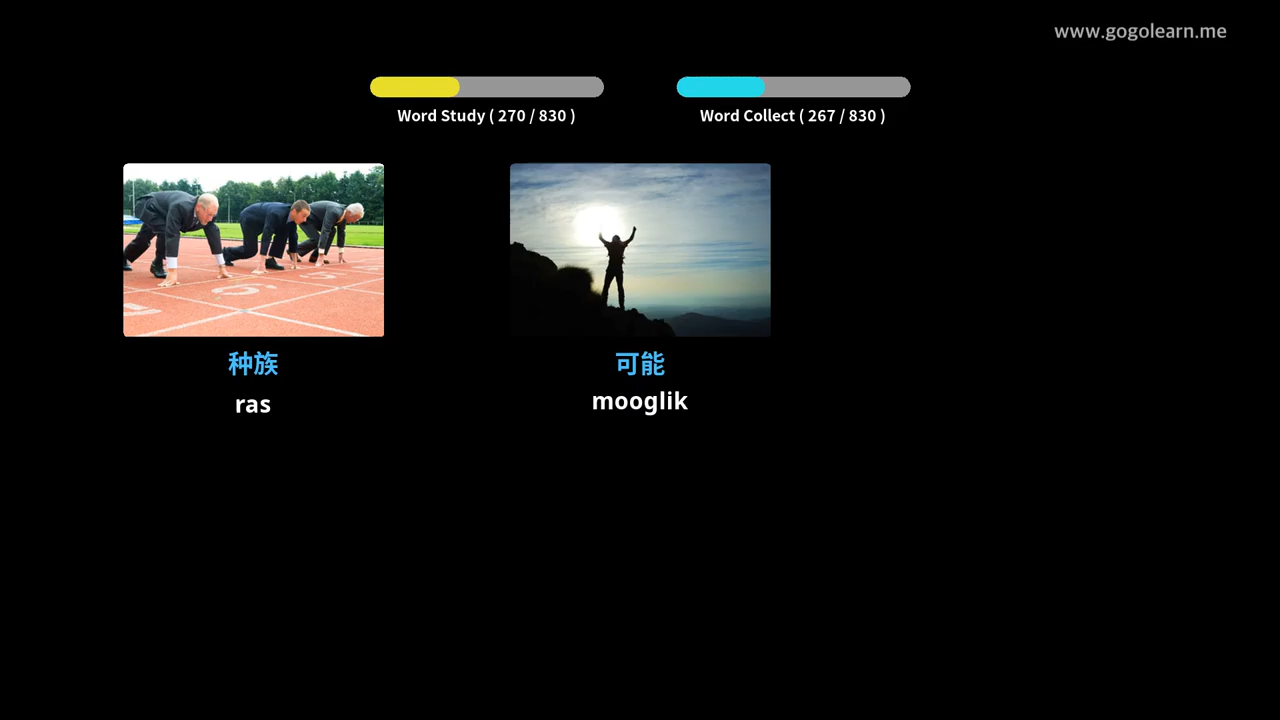 www.gogolearn.me
Word Study ( 270 / 830 )
Word Collect ( 267 / 830 )
种族
ras
可能
mooglik